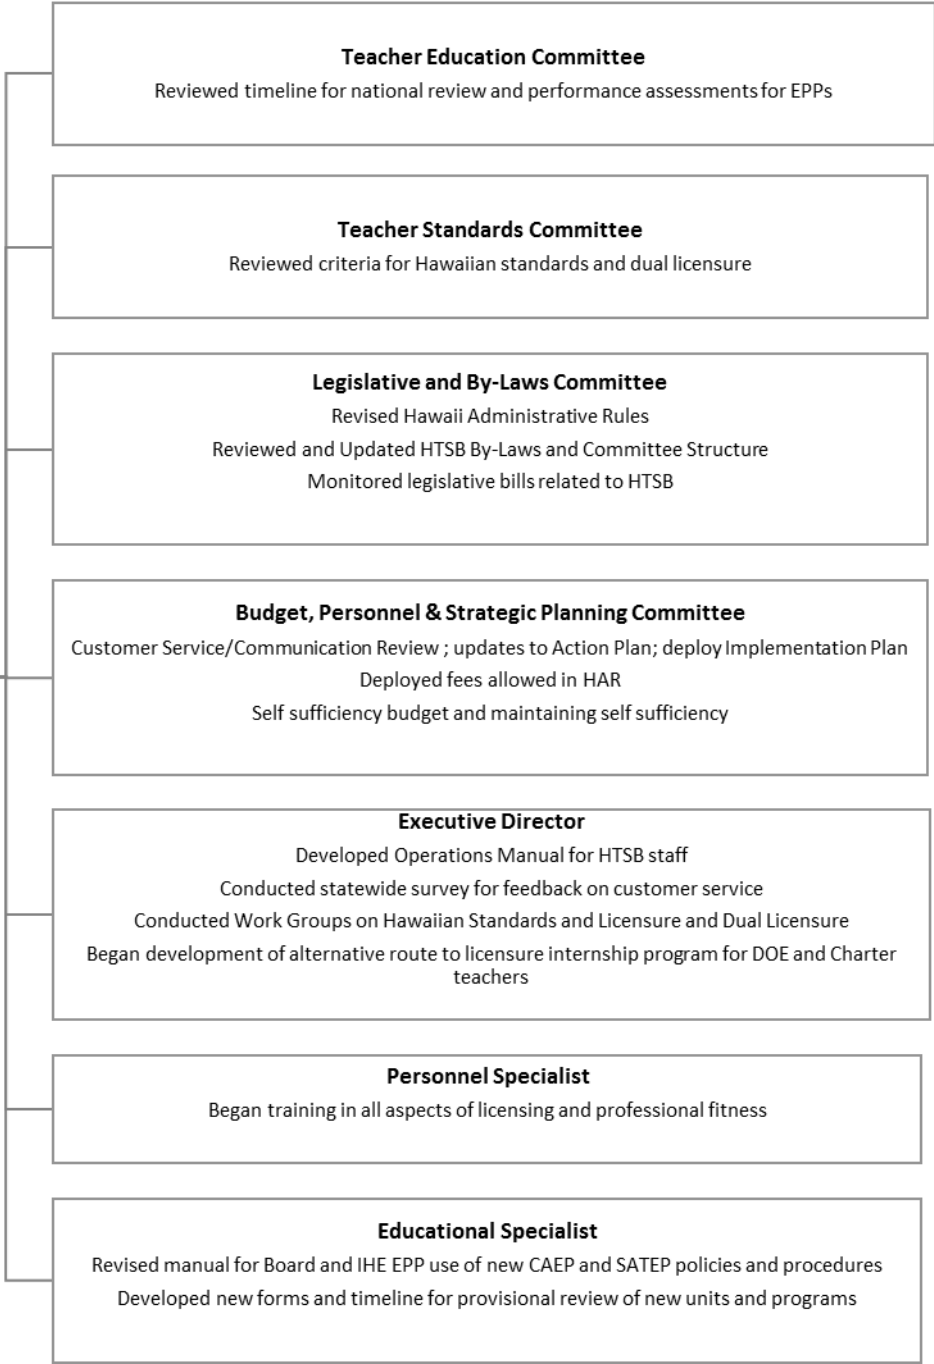 Teacher Education Committee
Reviewed timeline for national review and performance assessments for EPPs
Teacher Standards Committee
Reviewed criteria for Hawaiian standards and dual licensure
Legislative and By-Laws Committee
Revised Hawaii Administrative Rules
Reviewed and Updated HTSB By-Laws and Committee Structure
Monitored legislative bills related to HTSB
Budget, Personnel & Strategic Planning Committee
Customer Service/Communication Review ; updates to Action Plan; deploy Implementation Plan
Deployed fees allowed in HAR
Self sufficiency budget and maintaining self sufficiency
Executive Director
Developed Operations Manual for HTSB staff
Conducted statewide survey for feedback on customer service
Conducted Work Groups on Hawaiian Standards and Licensure and Dual Licensure
Began development of alternative route to licensure internship program for DOE and Charter
teachers
Personnel Specialist
Began training in all aspects of licensing and professional fitness
Educational Specialist
Revised manual for Board and IHE EPP use of new CAEP and SATEP policies and procedures
Developed new forms and timeline for provisional review of new units and programs